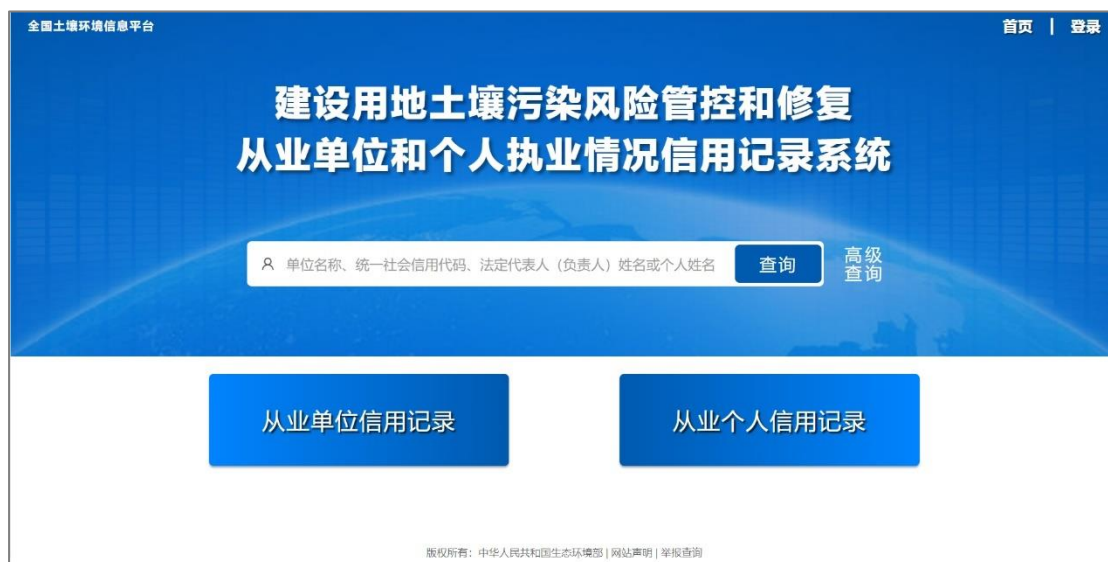 全国土壤环境信息平台
首页 | 登录
建设用地土壤污染风险管控和修复
从业单位和个人执业情况信用记录系统
单位名称、统一社会信用代码、法定代表人（负责人）姓名或个人姓名
查询
高级
查询
从业单位信用记录
从业个人信用记录
版权所有：中华人民共和国生态环境部 | 网站声明 | 举报查询